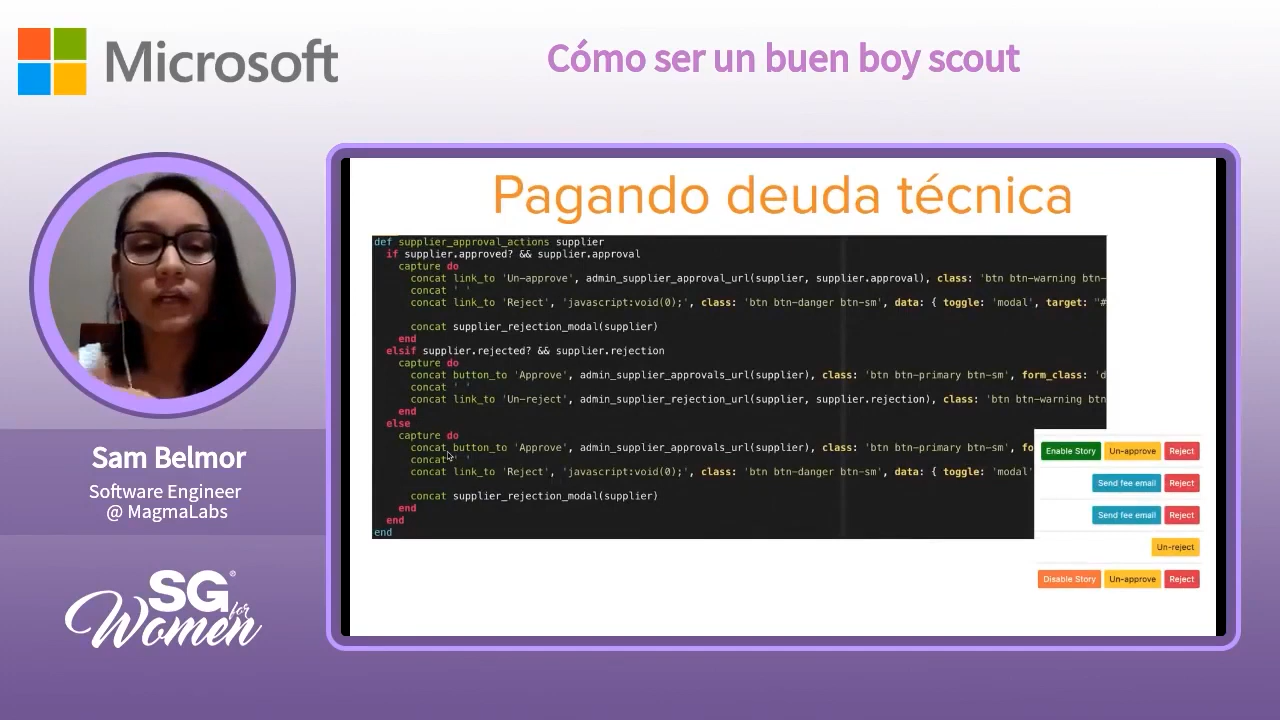 Microsoft
Cómo ser un buen boy scout
Pagando deuda técnica
def supplier_approval_actions supplier
if supplier.approved? && supplier.approval
capture do
concat link_to 'Un-approve', admin_supplier_approval_url(supplier, supplier.approval), class: 'btn btn-warning btn-
concat ' '
concat link_to 'Reject', 'javascript:void(0);', class: 'btn btn-danger btn-sm', data: { toggle: 'modal', target: "#
concat supplier_rejection_modal(supplier)
end
elsif supplier.rejected? && supplier.rejection
capture do
concat button_to 'Approve', admin_supplier_approvals_url(supplier), class: 'btn btn-primary btn-sm', form_class: 'd
concat ' '
concat link_to 'Un-reject', admin_supplier_rejection_url(supplier, supplier.rejection), class: 'btn btn-warning btn
end
else
capture do
concat button_to 'Approve', admin_supplier_approvals_url(supplier), class: 'btn btn-primary btn-sm', fo
concat ' '
concat link_to 'Reject', 'javascript:void(0);', class: 'btn btn-danger btn-sm', data: { toggle: 'modal'
concat supplier_rejection_modal(supplier)
end
end
end
Enable Story Un-approve Reject
Send fee email Reject
Send fee email Reject
Un-reject
Disable Story Un-approve Reject
Sam Belmor
Software Engineer
@ MagmaLabs
SG®
for
Women